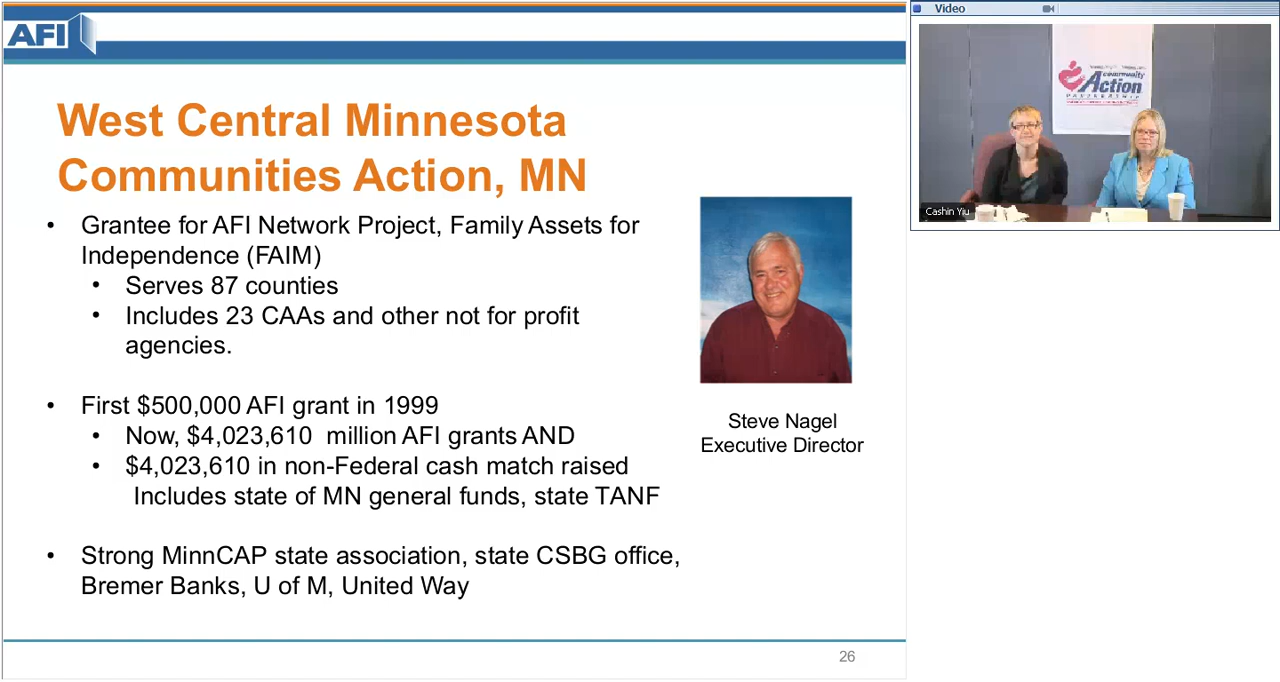 AFI
West Central Minnesota
Communities Action, MN
• Grantee for AFI Network Project, Family Assets for
Independence (FAIM)
• Serves 87 counties
• Includes 23 CAAs and other not for profit
agencies.
• First $500,000 AFI grant in 1999
• Now, $4,023,610 million AFI grants AND
• $4,023,610 in non-Federal cash match raised
Includes state of MN general funds, state TANF
• Strong MinnCAP state association, state CSBG office,
Bremer Banks, U of M, United Way
Steve Nagel
Executive Director
26
Video
community
Action
PARTNERSHIP
Cashin Yiu